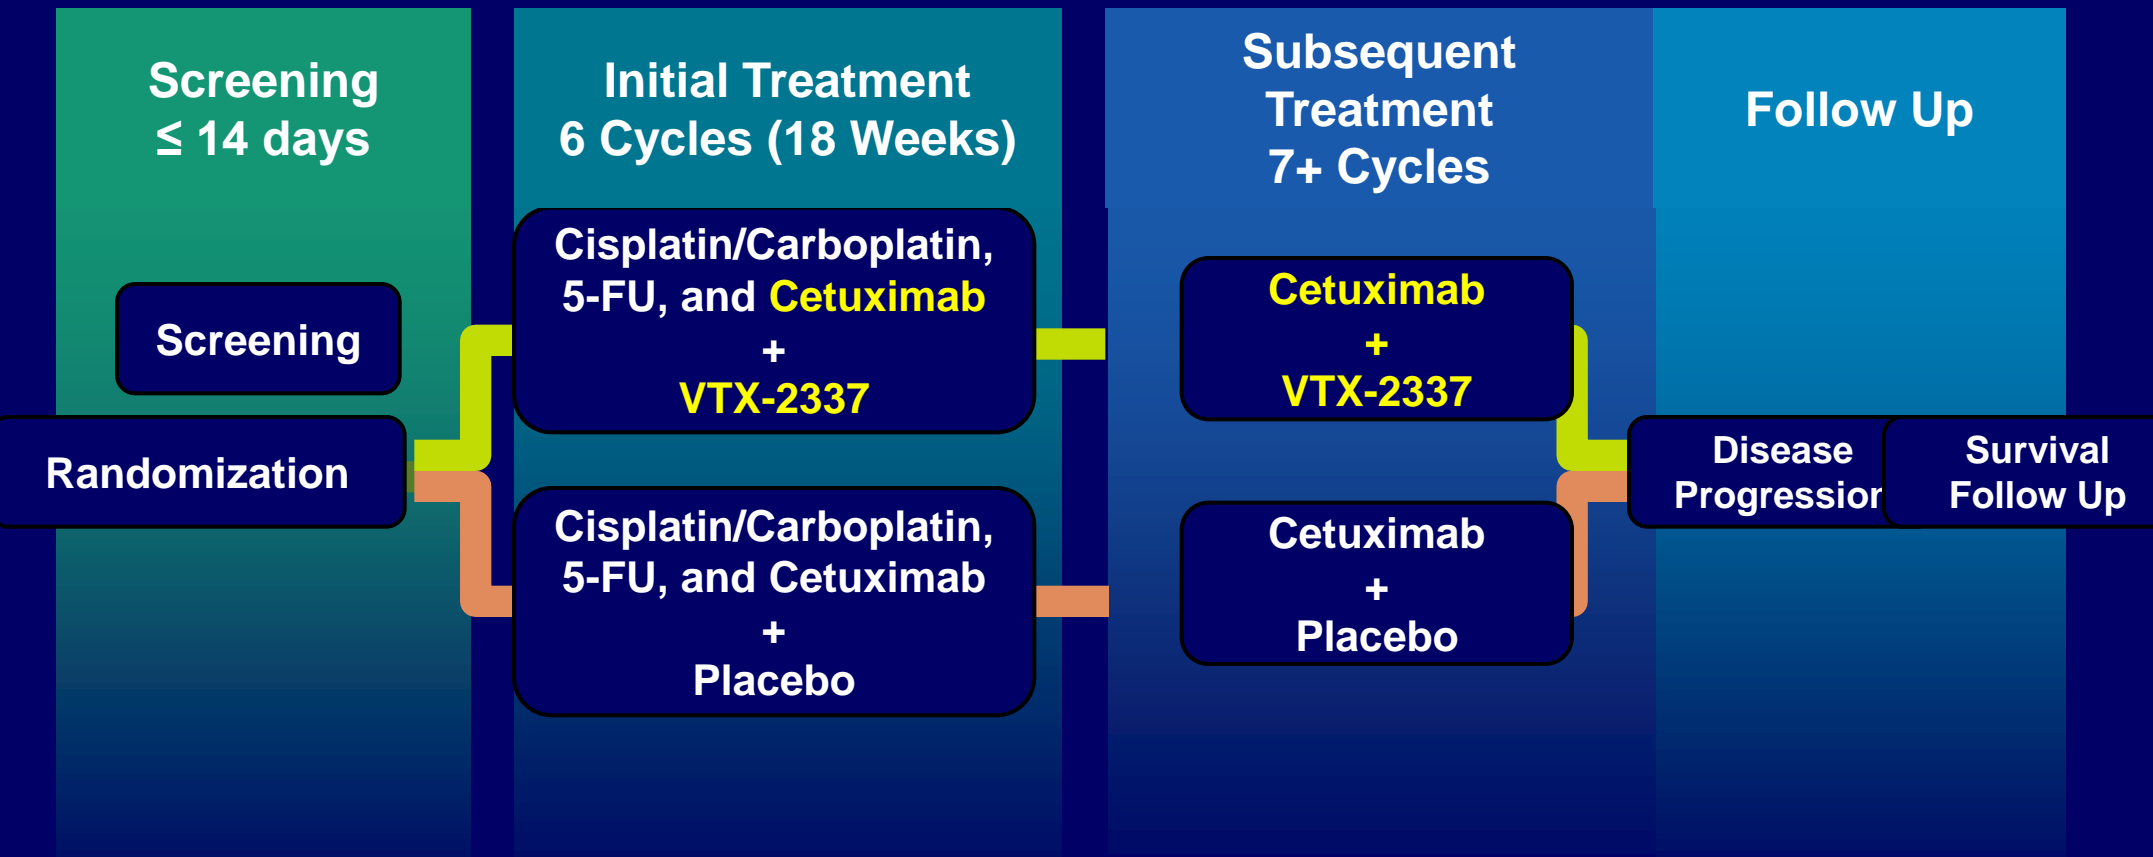 Screening
≤ 14 days
Initial Treatment
6 Cycles (18 Weeks)
Subsequent
Treatment
7+ Cycles
Follow Up
Screening
Randomization
Cisplatin/Carboplatin,
5-FU, and Cetuximab
+
VTX-2337
Cisplatin/Carboplatin,
5-FU, and Cetuximab
+
Placebo
Cetuximab
+
VTX-2337
Cetuximab
+
Placebo
Disease
Progression
Survival
Follow Up